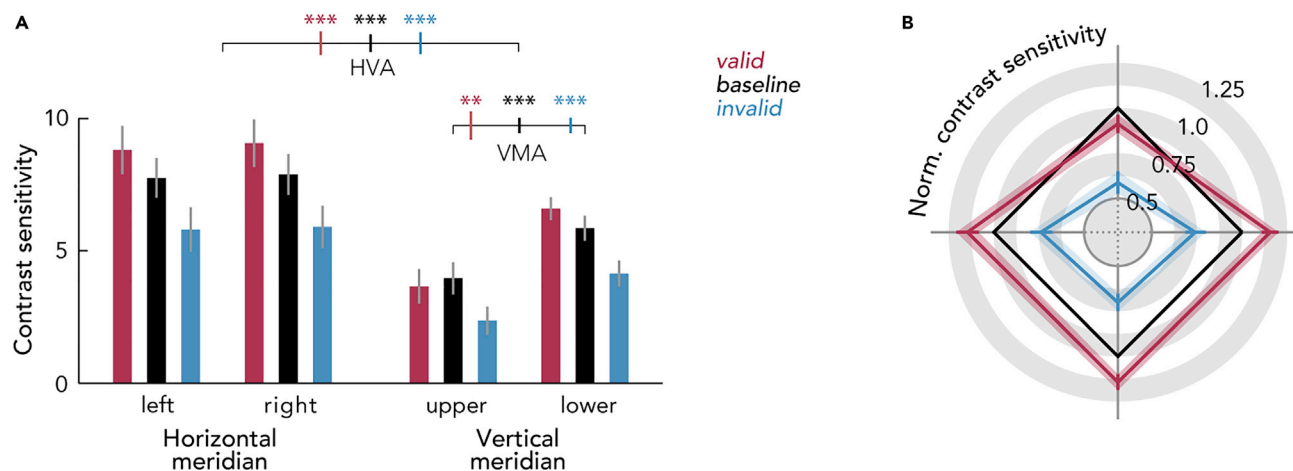 A
*** *** ***
HVA
** *** ***
VMA
valid
baseline
invalid
10
5
0
Contrast sensitivity
left
right
upper
lower
Horizontal
meridian
Vertical
meridian
B
Norm. contrast sensitivity
1.25
1.0
0.75
0.5